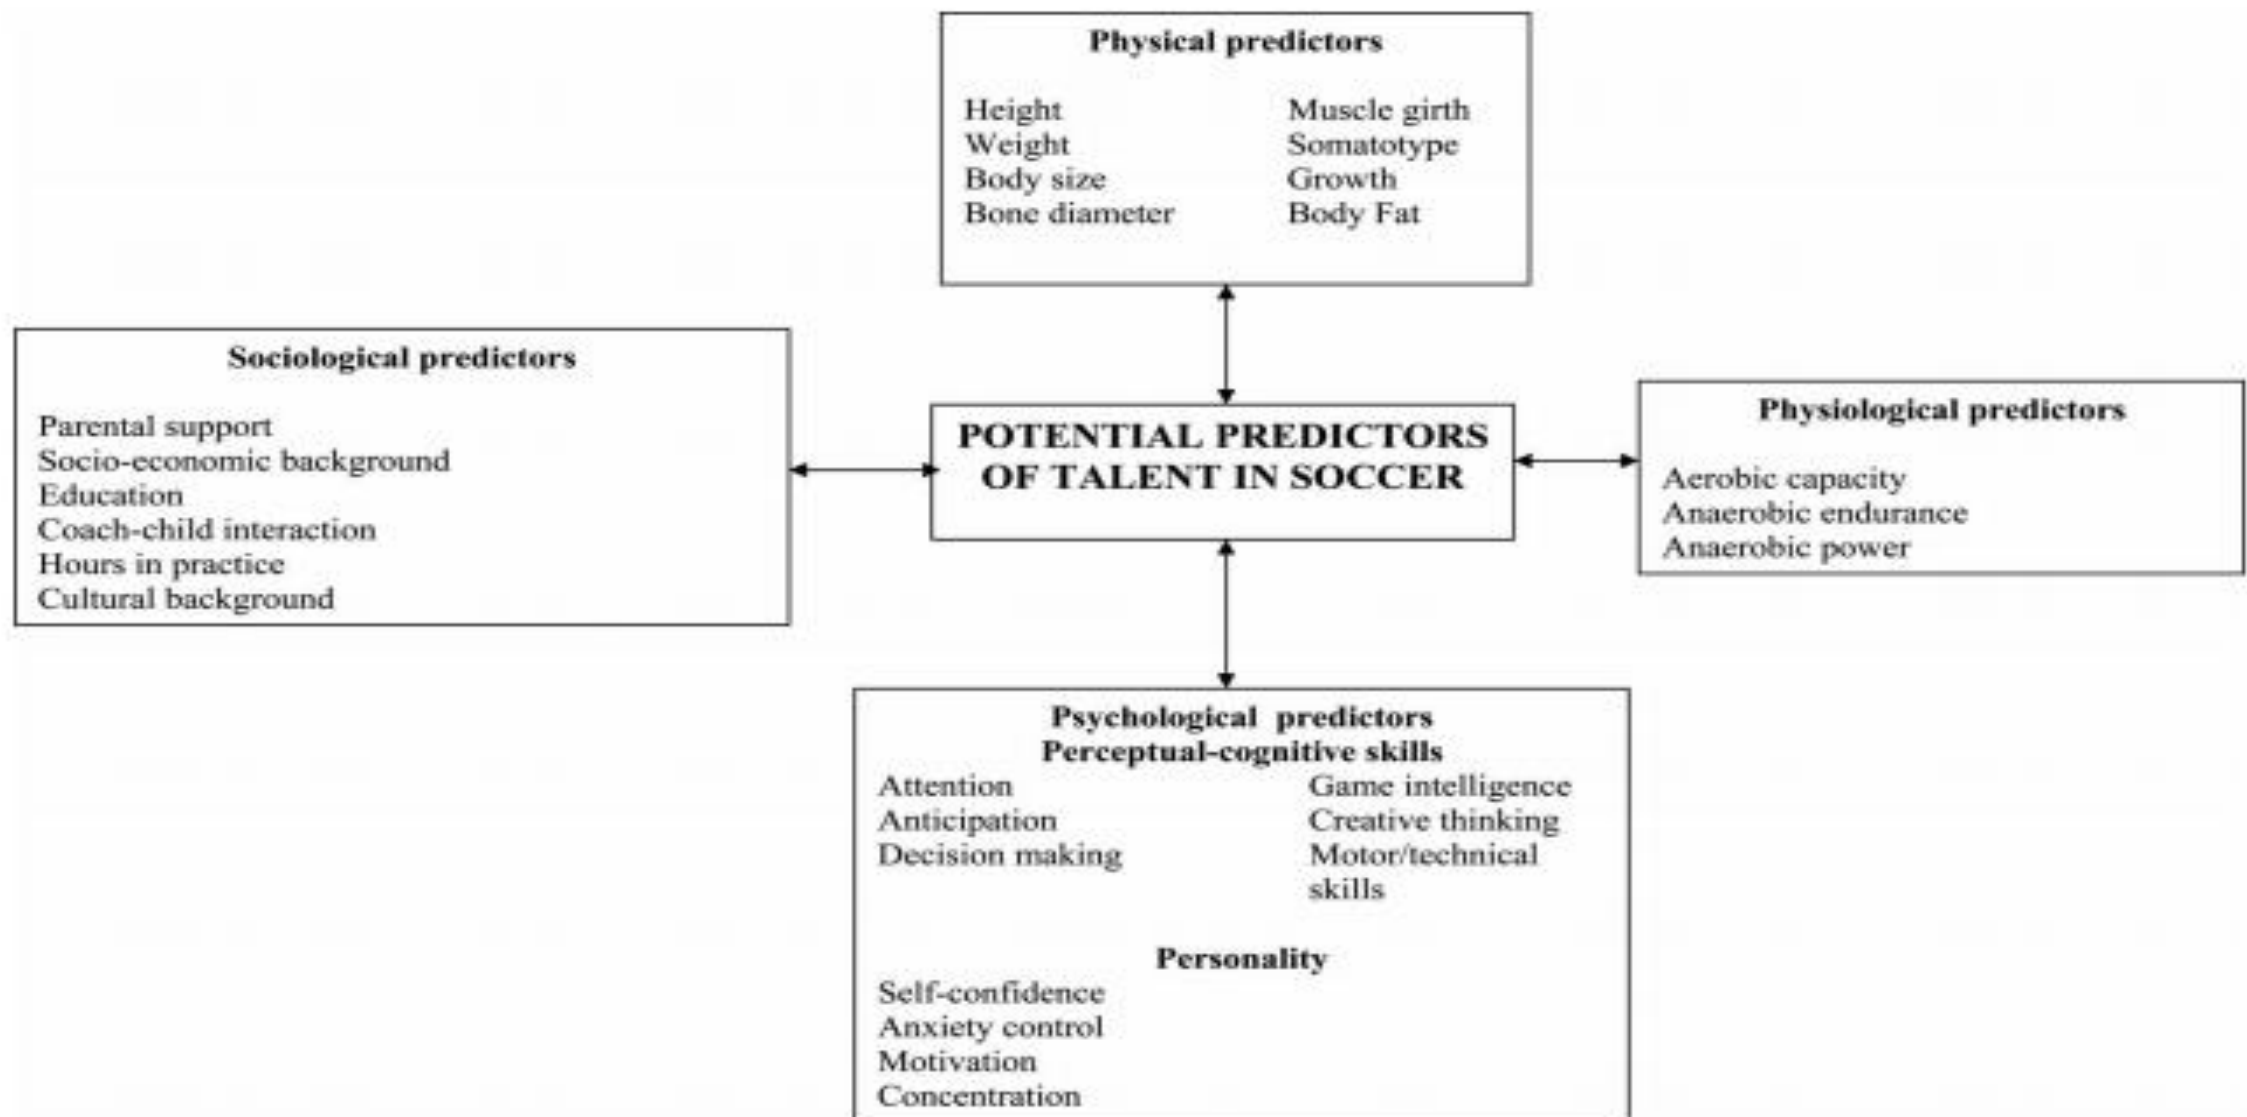 Physical predictors
Height Muscle girth
Weight Somatotype
Body size Growth
Bone diameter Body Fat
Sociological predictors
Parental support
Socio-economic background
Education
Coach-child interaction
Hours in practice
Cultural background
POTENTIAL PREDICTORS
OF TALENT IN SOCCER
Physiological predictors
Aerobic capacity
Anaerobic endurance
Anaerobic power
Psychological predictors
Perceptual-cognitive skills
Attention Game intelligence
Anticipation Creative thinking
Decision making Motor/technical
skills
Personality
Self-confidence
Anxiety control
Motivation
Concentration